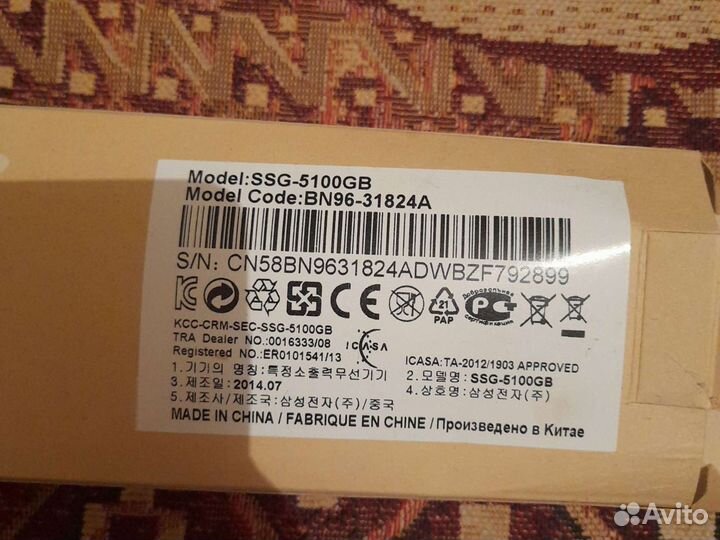 Model:SSG-5100GB
Model Code:BN96-31824A
S/N: CN58BN9631824ADWBZF792899
CE
21
PAP
Добровольная
РСТ
сертификация
KCC-CRM-SEC-SSG-5100GB
TRA Dealer NO.:0016333/08
Registered NO.:ER0101541/13
ICASA
ICASA:TA-2012/1903 APPROVED
1. 기기의 명칭:특정소출력무선기기
2. 모델명: SSG-5100GB
3. 제조일:2014.07
4. 상호명:삼성전자(주)
5. 제조사/제조국:삼성전자(주)/중국
MADE IN CHINA / FABRIQUE EN CHINE / Произведено в Китае
Avito